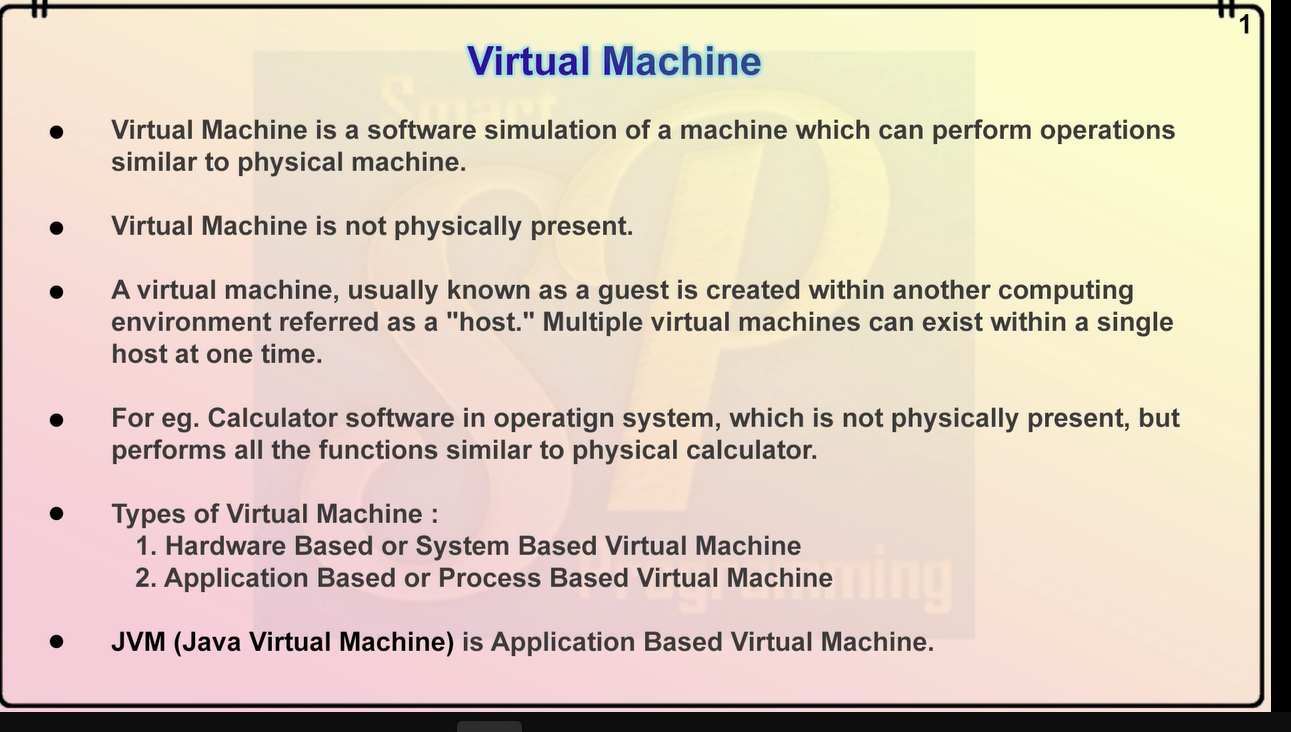 1
Virtual Machine
● Virtual Machine is a software simulation of a machine which can perform operations
similar to physical machine.
● Virtual Machine is not physically present.
● A virtual machine, usually known as a guest is created within another computing
environment referred as a "host." Multiple virtual machines can exist within a single
host at one time.
● For eg. Calculator software in operatign system, which is not physically present, but
performs all the functions similar to physical calculator.
● Types of Virtual Machine :
1. Hardware Based or System Based Virtual Machine
2. Application Based or Process Based Virtual Machine
● JVM (Java Virtual Machine) is Application Based Virtual Machine.
Smart
SP
Programming